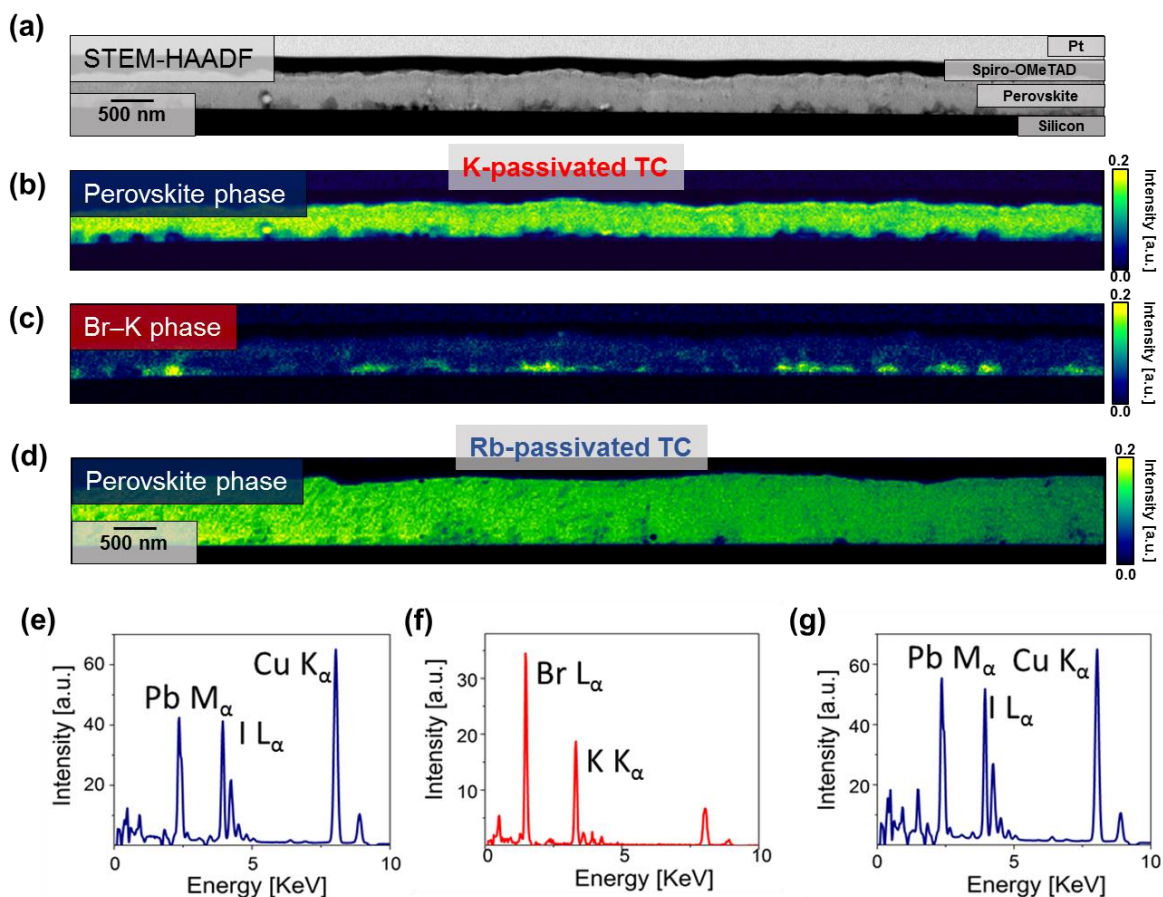 (a)
STEM-HAADF
500 nm
Pt
Spiro-OMeTAD
Perovskite
Silicon
K-passivated TC
(b)
Perovskite phase
0.2
Intensity [a.u.]
0.0
(c)
Br–K phase
0.2
Intensity [a.u.]
0.0
Rb-passivated TC
(d)
Perovskite phase
500 nm
0.2
Intensity [a.u.]
0.0
(e)
Intensity [a.u.]
60
40
20
Pb Mα
I Lα
Cu Kα
0
5
10
Energy [KeV]
(f)
Intensity [a.u.]
30
20
10
Br Lα
K Kα
0
5
10
Energy [KeV]
(g)
Intensity [a.u.]
60
40
20
Pb Mα
I Lα
Cu Kα
0
5
10
Energy [KeV]